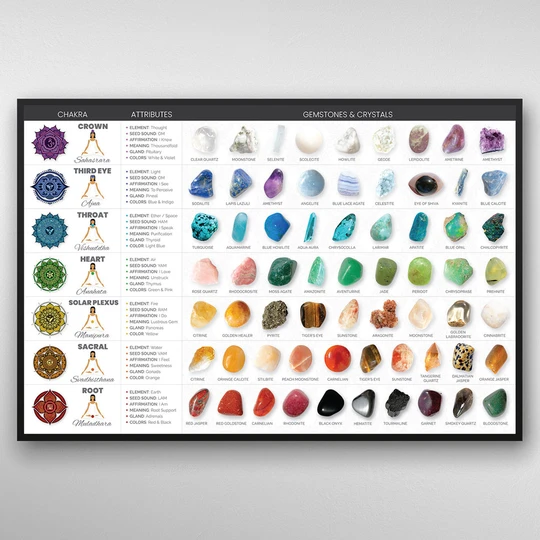 CHAKRA ATTRIBUTES GEMSTONES & CRYSTALS
CROWN
Sahasrara
• ELEMENT: Thought
• SEED SOUND: OM
• AFFIRMATION: I Know
• MEANING: Thousandfold
• GLAND: Pituitary
• COLORS: White & Violet
CLEAR QUARTZ MOONSTONE SELENITE SCOLECITE HOWLITE GEODE LEPIDOLITE AMETRINE AMETHYST
THIRD EYE
Ajna
• ELEMENT: Light
• SEED SOUND: OM
• AFFIRMATION: I See
• MEANING: To Perceive
• GLAND: Pineal
• COLORS: Blue & Indigo
SODALITE LAPIS LAZULI AMETHYST ANGELITE BLUE LACE AGATE CELESTITE EYE OF SHIVA KYANITE BLUE CALCITE
THROAT
Vishuddha
• ELEMENT: Ether / Space
• SEED SOUND: HAM
• AFFIRMATION: I Speak
• MEANING: Purification
• GLAND: Thyroid
• COLOR: Light Blue
TURQUOISE AQUAMARINE BLUE HOWLITE AQUA AURA CHRYSOCOLLA LARIMAR APATITE BLUE OPAL CHALCOPYRITE
HEART
Anahata
• ELEMENT: Air
• SEED SOUND: YAM
• AFFIRMATION: I Love
• MEANING: Unstruck
• GLAND: Thymus
• COLORS: Green & Pink
ROSE QUARTZ RHODOCROSITE MOSS AGATE AMAZONITE AVENTURINE JADE PERIDOT CHRYSOPRASE PREHNITE
SOLAR PLEXUS
Manipura
• ELEMENT: Fire
• SEED SOUND: RAM
• AFFIRMATION: I Do
• MEANING: Lustrous Gem
• GLAND: Pancreas
• COLOR: Yellow
CITRINE GOLDEN HEALER PYRITE TIGER'S EYE SUNSTONE ARAGONITE MOONSTONE GOLDEN LABRADORITE CINNABRITE
SACRAL
Svadhisthana
• ELEMENT: Water
• SEED SOUND: VAM
• AFFIRMATION: I Feel
• MEANING: Sweetness
• GLAND: Gonads
• COLOR: Orange
CITRINE ORANGE CALCITE STILBITE PEACH MOONSTONE CARNELIAN TIGER'S EYE SUNSTONE TANGERINE QUARTZ DALMATIAN JASPER ORANGE JASPER
ROOT
Muladhara
• ELEMENT: Earth
• SEED SOUND: LAM
• AFFIRMATION: I Am
• MEANING: Root Support
• GLAND: Adrenals
• COLORS: Red & Black
RED JASPER RED GOLDSTONE CARNELIAN RHODONITE BLACK ONYX HEMATITE TOURMALINE GARNET SMOKEY QUARTZ BLOODSTONE